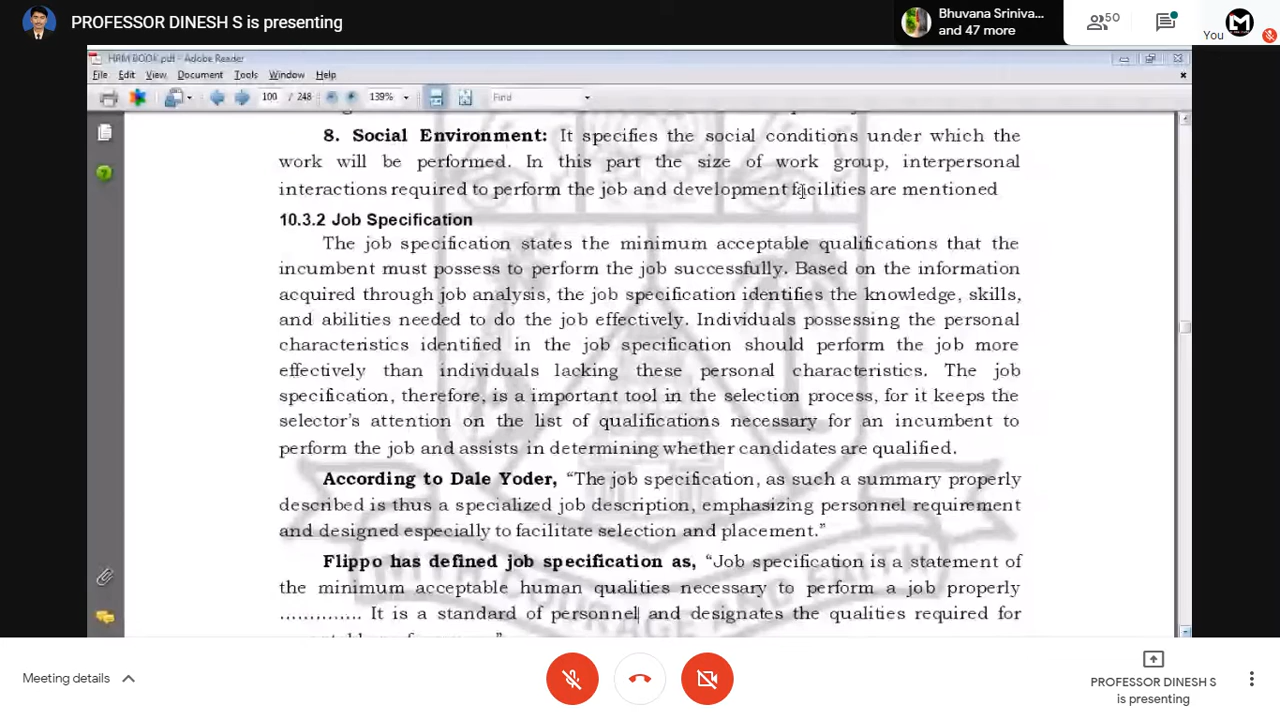 PROFESSOR DINESH S is presenting
Bhuvana Sriniva...
and 47 more
50
You
HRM BOOK.pdf - Adobe Reader
File Edit View Document Tools Window Help
100 / 248 139% Find
8. Social Environment: It specifies the social conditions under which the
work will be performed. In this part the size of work group, interpersonal
interactions required to perform the job and development facilities are mentioned
10.3.2 Job Specification
The job specification states the minimum acceptable qualifications that the
incumbent must possess to perform the job successfully. Based on the information
acquired through job analysis, the job specification identifies the knowledge, skills,
and abilities needed to do the job effectively. Individuals possessing the personal
characteristics identified in the job specification should perform the job more
effectively than individuals lacking these personal characteristics. The job
specification, therefore, is a important tool in the selection process, for it keeps the
selector's attention on the list of qualifications necessary for an incumbent to
perform the job and assists in determining whether candidates are qualified.
According to Dale Yoder, “The job specification, as such a summary properly
described is thus a specialized job description, emphasizing personnel requirement
and designed especially to facilitate selection and placement.”
Flippo has defined job specification as, “Job specification is a statement of
the minimum acceptable human qualities necessary to perform a job properly
………….. It is a standard of personnel and designates the qualities required for
COURAGE AND FAITH
Meeting details
PROFESSOR DINESH S
is presenting